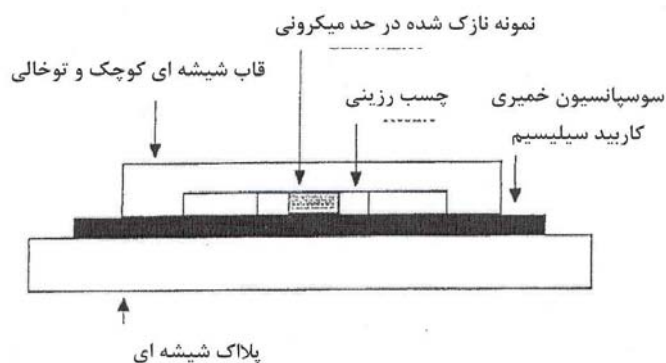 نمونه نازک شده در حد میکرونی
قاب شیشه ای کوچک و توخالی
چسب رزینی
سوسپانسیون خمیری
کاربید سیلیسیم
پلااک شیشه ای